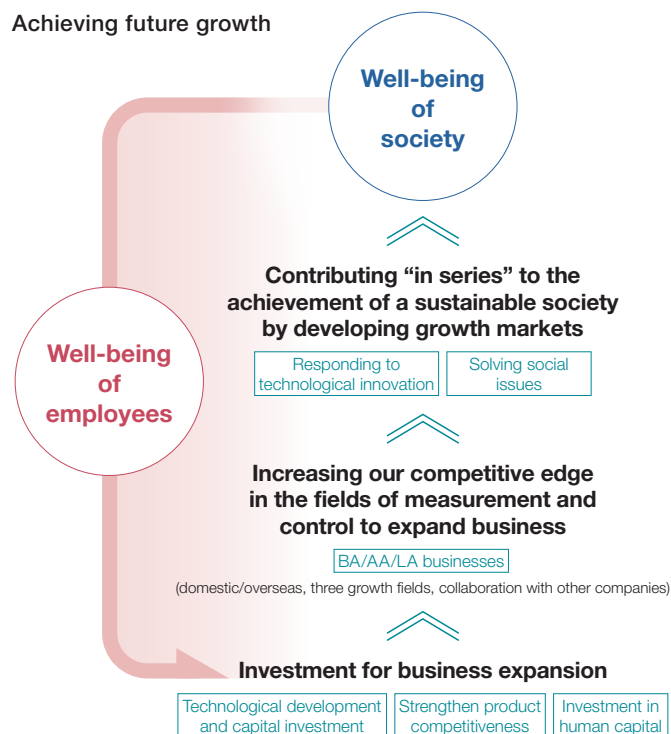 Achieving future growth
Well-being
of
society
Contributing “in series” to the
achievement of a sustainable society
by developing growth markets
Responding to
technological innovation
Solving social
issues
Well-being
of
employees
Increasing our competitive edge
in the fields of measurement and
control to expand business
BA/AA/LA businesses
(domestic/overseas, three growth fields, collaboration with other companies)
Investment for business expansion
Technological development
and capital investment
Strengthen product
competitiveness
Investment in
human capital